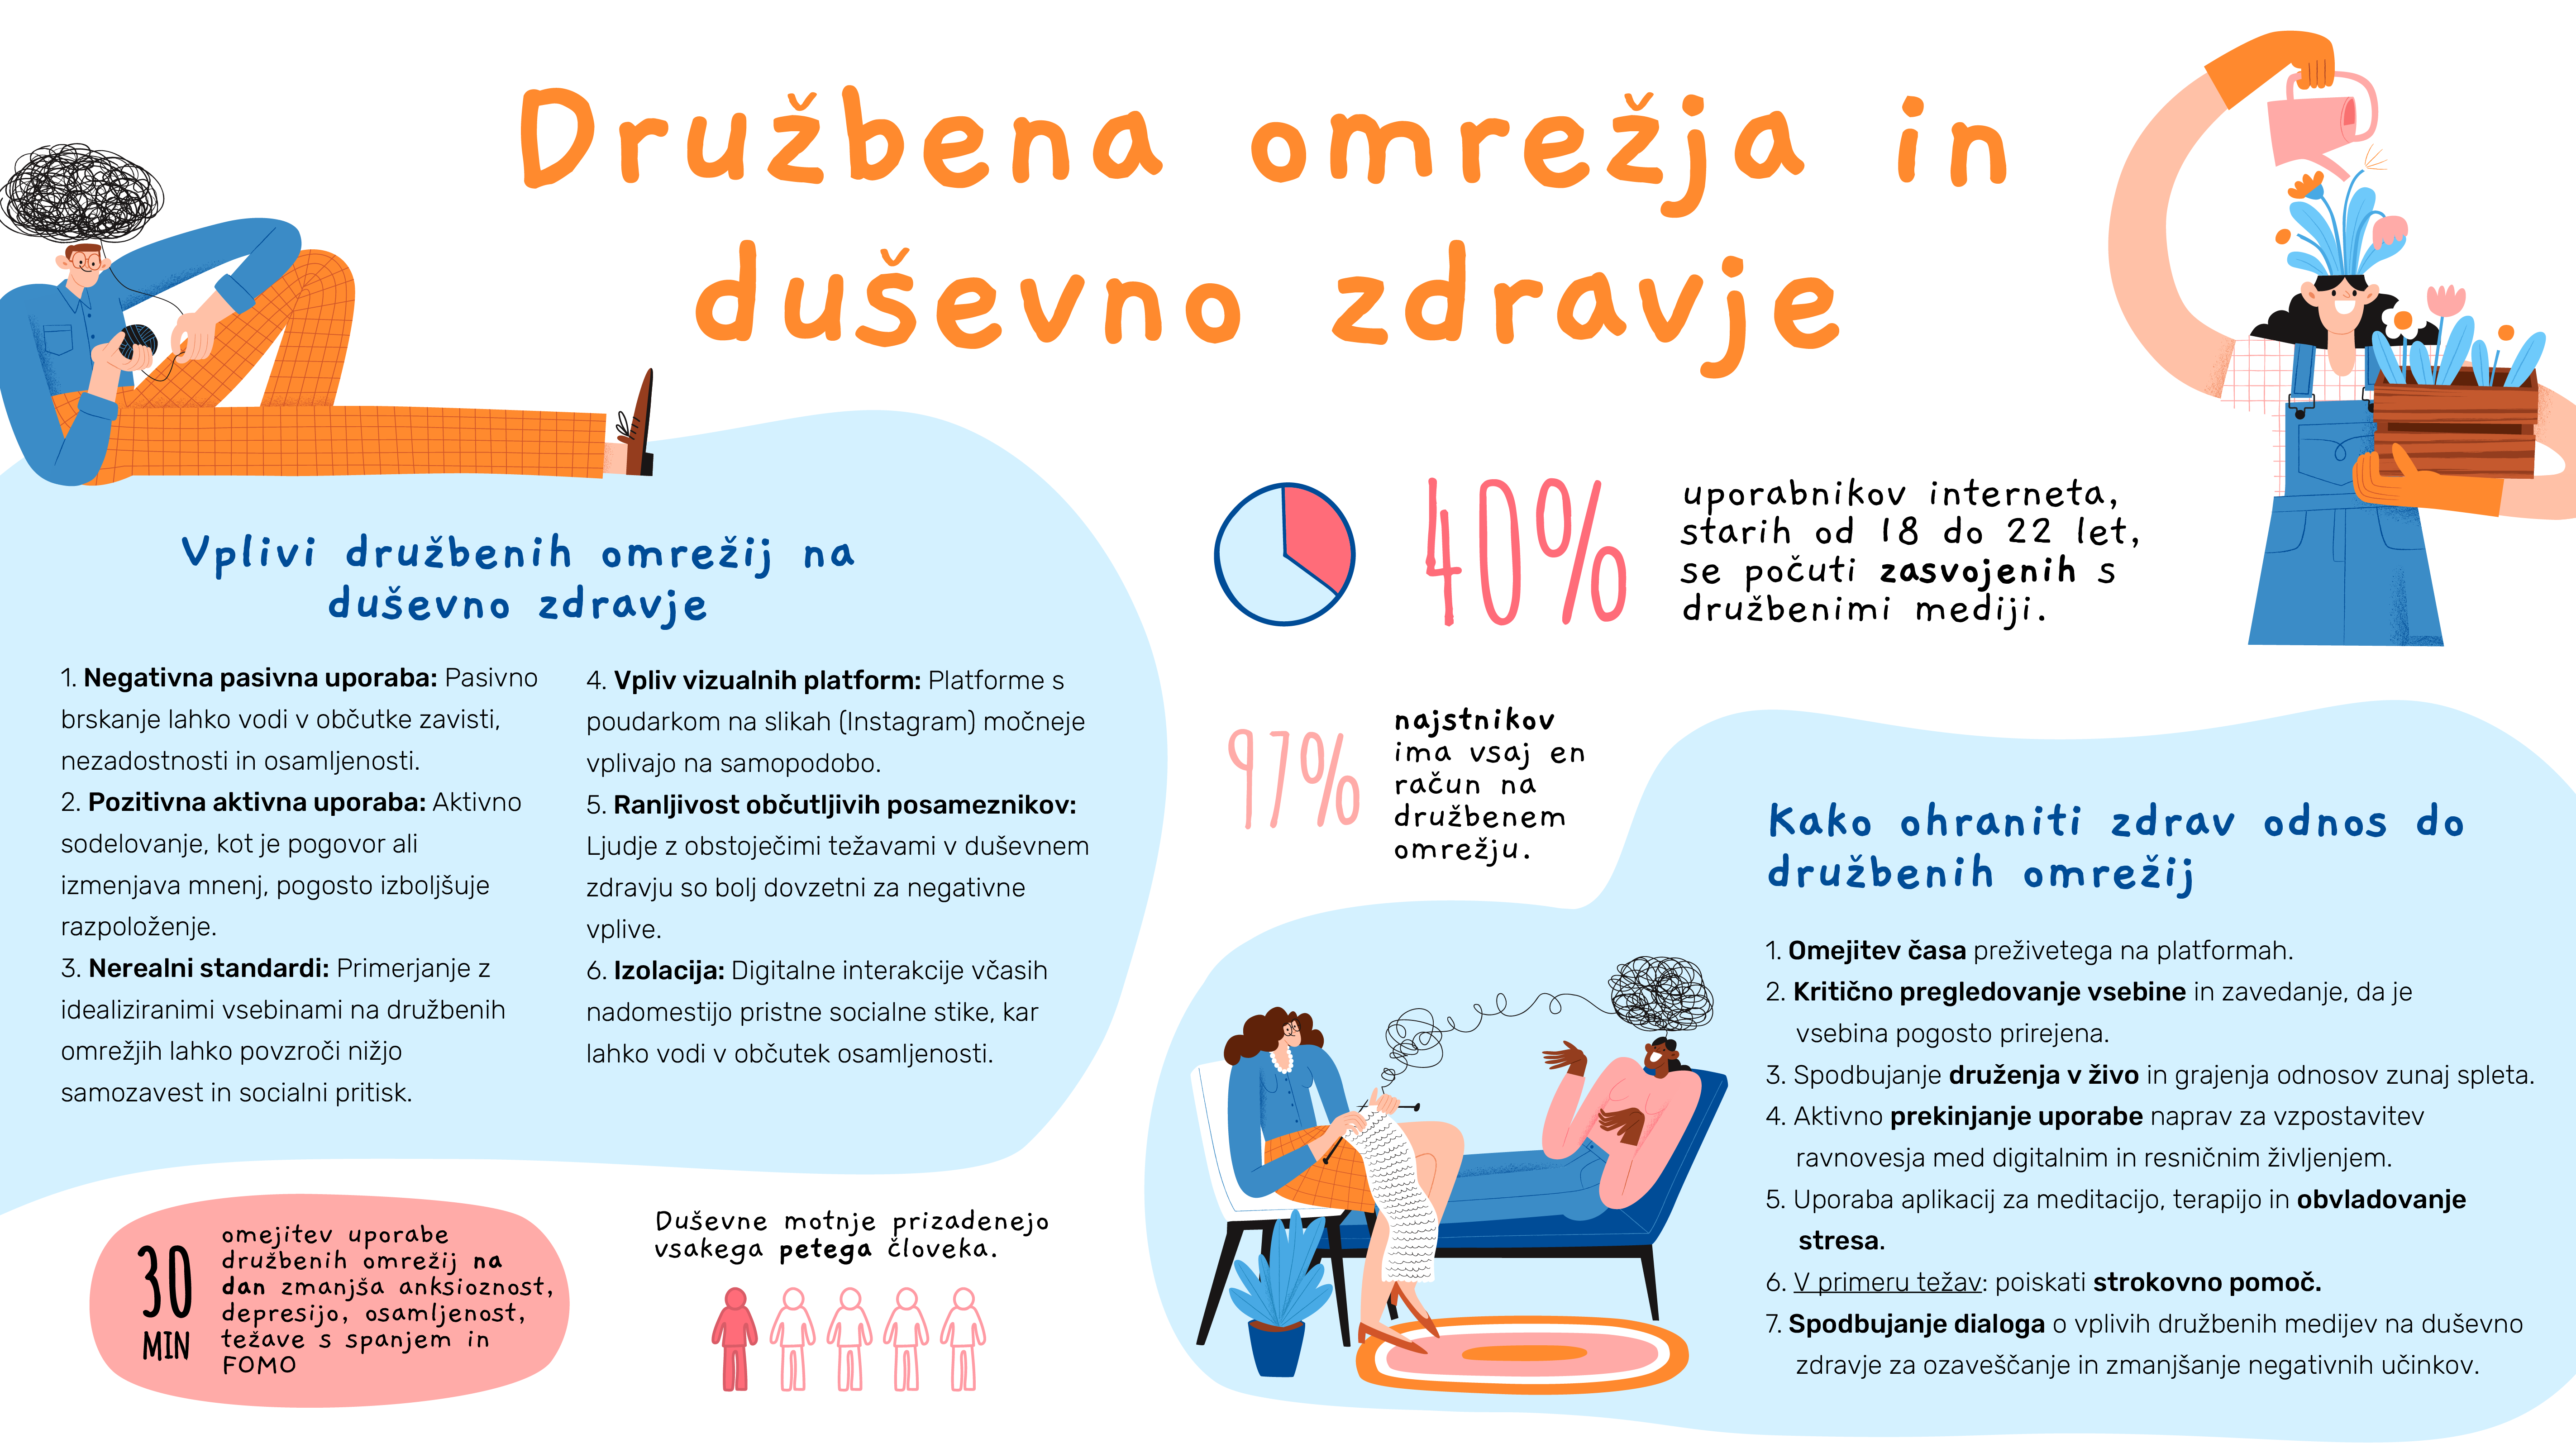 Družbena omrežja in
duševno zdravje
Vplivi družbenih omrežij na
duševno zdravje
1. Negativna pasivna uporaba: Pasivno
brskanje lahko vodi v občutke zavisti,
nezadostnosti in osamljenosti.
2. Pozitivna aktivna uporaba: Aktivno
sodelovanje, kot je pogovor ali
izmenjava mnenj, pogosto izboljšuje
razpoloženje.
3. Nerealni standardi: Primerjanje z
idealiziranimi vsebinami na družbenih
omrežjih lahko povzroči nižjo
samozavest in socialni pritisk.
4. Vpliv vizualnih platform: Platforme s
poudarkom na slikah (Instagram) močneje
vplivajo na samopodobo.
5. Ranljivost občutljivih posameznikov:
Ljudje z obstoječimi težavami v duševnem
zdravju so bolj dovzetni za negativne
vplive.
6. Izolacija: Digitalne interakcije včasih
nadomestijo pristne socialne stike, kar
lahko vodi v občutek osamljenosti.
40%
uporabnikov interneta,
starih od 18 do 22 let,
se počuti zasvojenih s
družbenimi mediji.
97%
najstnikov
ima vsaj en
račun na
družbenem
omrežju.
Kako ohraniti zdrav odnos do
družbenih omrežij
1. Omejitev časa preživetega na platformah.
2. Kritično pregledovanje vsebine in zavedanje, da je
vsebina pogosto prirejena.
3. Spodbujanje druženja v živo in grajenja odnosov zunaj spleta.
4. Aktivno prekinjanje uporabe naprav za vzpostavitev
ravnovesja med digitalnim in resničnim življenjem.
5. Uporaba aplikacij za meditacijo, terapijo in obvladovanje
stresa.
6. V primeru težav: poiskati strokovno pomoč.
7. Spodbujanje dialoga o vplivih družbenih medijev na duševno
zdravje za ozaveščanje in zmanjšanje negativnih učinkov.
30
MIN
omejitev uporabe
družbenih omrežij na
dan zmanjša anksioznost,
depresijo, osamljenost,
težave s spanjem in
FOMO
Duševne motnje prizadenejo
vsakega petega človeka.